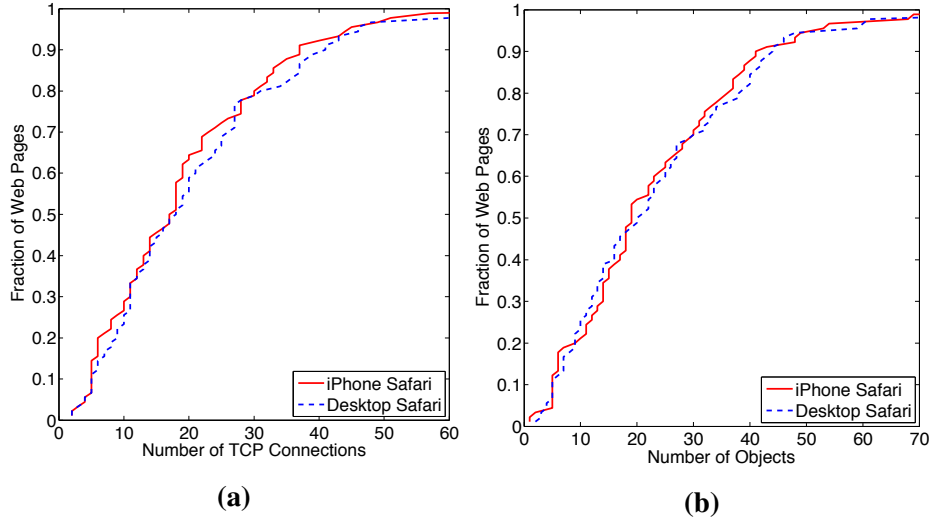 1
0.9
0.8
0.7
0.6
0.5
0.4
0.3
0.2
0.1
0
Fraction of Web Pages
iPhone Safari
Desktop Safari
0 10 20 30 40 50 60
Number of TCP Connections
(a)
1
0.9
0.8
0.7
0.6
0.5
0.4
0.3
0.2
0.1
0
Fraction of Web Pages
iPhone Safari
Desktop Safari
0 10 20 30 40 50 60 70
Number of Objects
(b)